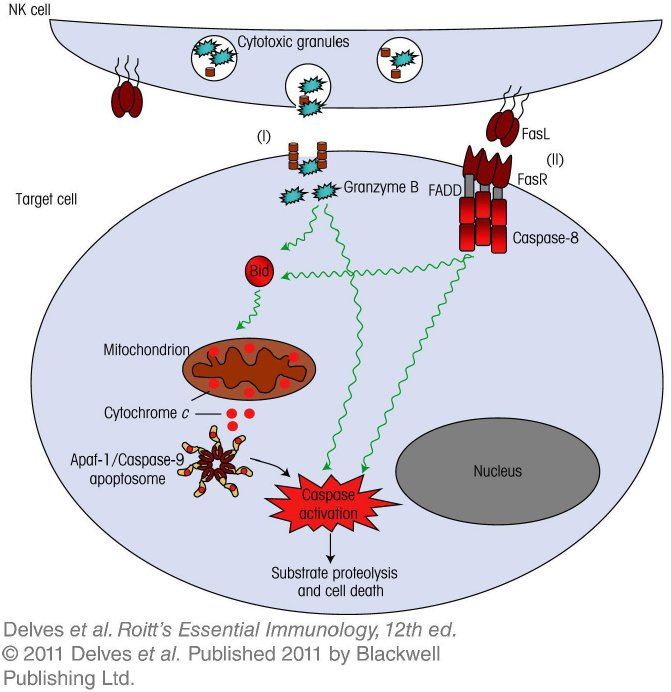 NK cell
Cytotoxic granules
(I)
FasL
(II)
FasR
FADD
Granzyme B
Target cell
Caspase-8
Bid
Mitochondrion
Cytochrome c
Apaf-1/Caspase-9
apoptosome
Nucleus
Caspase
activation
Substrate proteolysis
and cell death
Delves et al. Roitt's Essential Immunology, 12th ed.
© 2011 Delves et al. Published 2011 by Blackwell
Publishing Ltd.